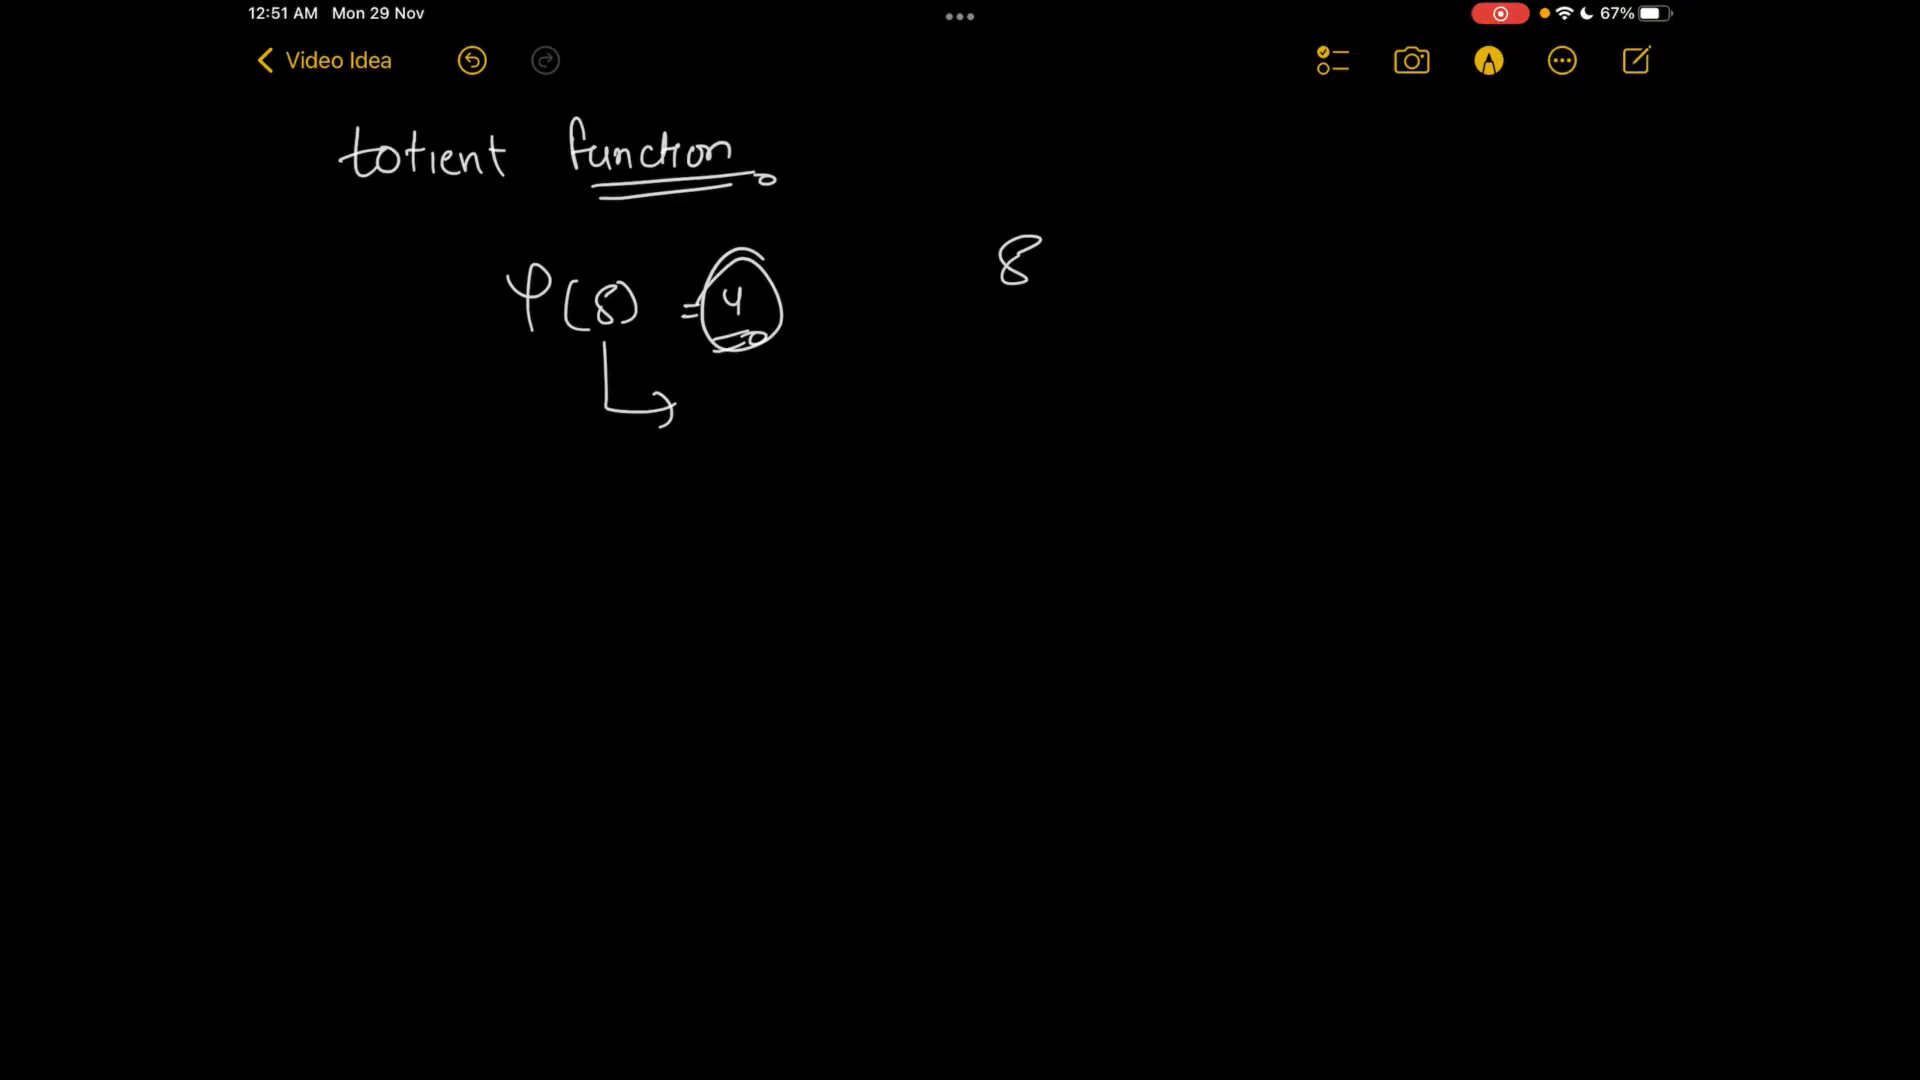 12:51 AM Mon 29 Nov 67%
Video Idea
totient function
φ(8) = 4
8